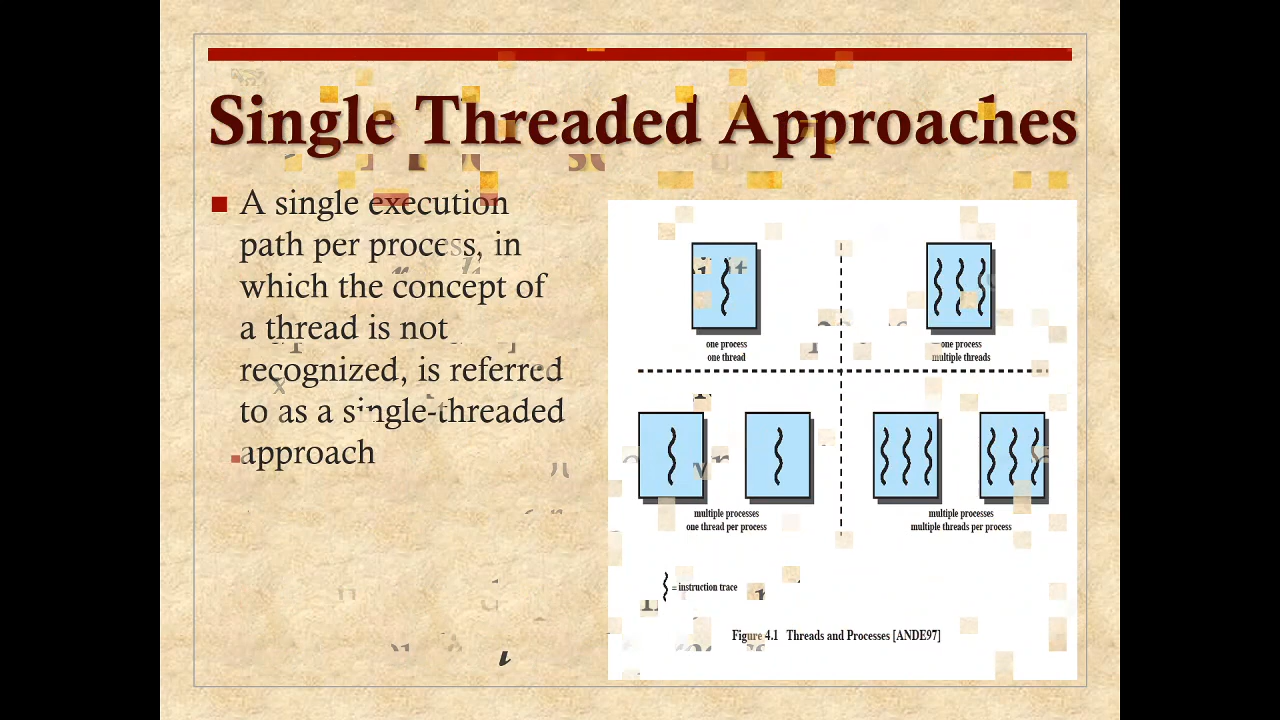 Single Threaded Approaches
A single execution
path per process, in
which the concept of
a thread is not
recognized, is referred
to as a single-threaded
approach
one process
one thread
one process
multiple threads
multiple processes
one thread per process
multiple processes
multiple threads per process
= instruction trace
Figure 4.1 Threads and Processes [ANDE97]